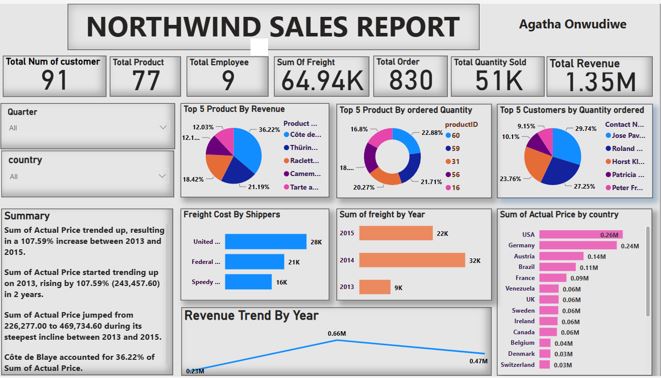 NORTHWIND SALES REPORT
Agatha Onwudiwe
Total Num of customer
91
Total Product
77
Total Employee
9
Sum Of Freight
64.94K
Total Order
830
Total Quantity Sold
51K
Total Revenue
1.35M
Quarter
All
country
All
Top 5 Product By Revenue
12.03%
12.1...
18.42%
36.22%
21.19%
Product ...
Côte de...
Thürin...
Raclett...
Camem...
Tarte a...
Top 5 Product By ordered Quantity
16.8%
18....
20.27%
22.88%
21.71%
productID
60
59
31
56
16
Top 5 Customers by Quantity ordered
9.15%
10.1%
23.76%
29.74%
27.25%
Contact N...
Jose Pav...
Roland ...
Horst Kl...
Patricia ...
Peter Fr...
Summary
Sum of Actual Price trended up, resulting
in a 107.59% increase between 2013 and
2015.
Sum of Actual Price started trending up
on 2013, rising by 107.59% (243,457.60)
in 2 years.
Sum of Actual Price jumped from
226,277.00 to 469,734.60 during its
steepest incline between 2013 and 2015.
Côte de Blaye accounted for 36.22% of
Sum of Actual Price.
Freight Cost By Shippers
United ... 28K
Federal ... 21K
Speedy ... 16K
Sum of freight by Year
2015 22K
2014 32K
2013 9K
Revenue Trend By Year
0.23M
0.66M
0.47M
Sum of Actual Price by country
USA 0.26M
Germany 0.24M
Austria 0.14M
Brazil 0.11M
France 0.09M
Venezuela 0.06M
UK 0.06M
Sweden 0.06M
Ireland 0.06M
Canada 0.06M
Belgium 0.04M
Denmark 0.03M
Switzerland 0.03M